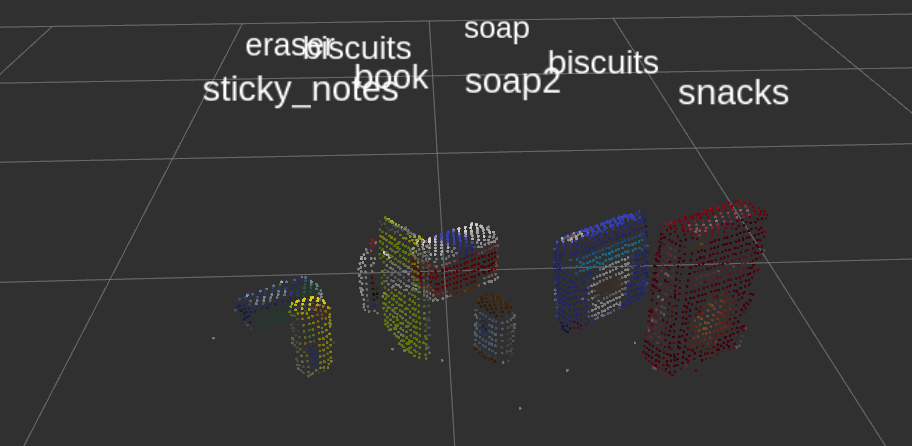 soap
eraser
biscuits
biscuits
book
soap2
sticky_notes
snacks